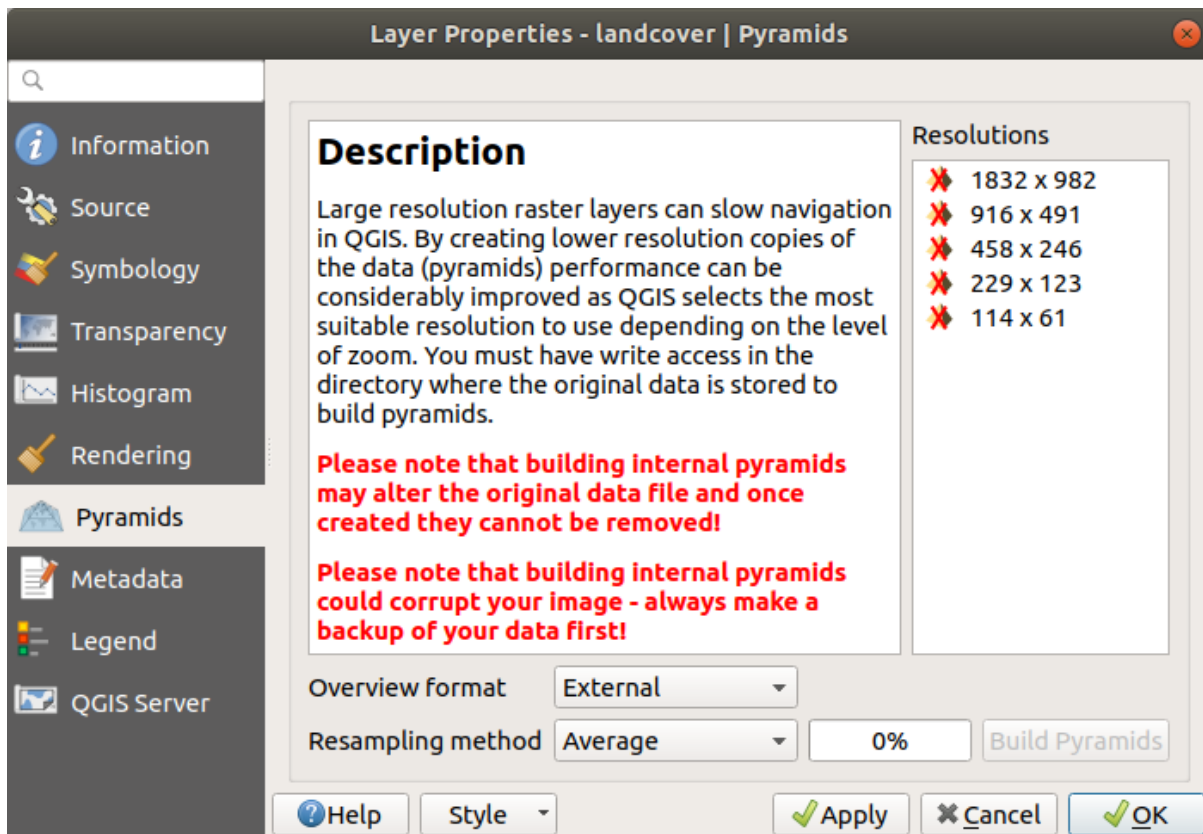 Layer Properties - landcover | Pyramids
Information
Source
Symbology
Transparency
Histogram
Rendering
Pyramids
Metadata
Legend
QGIS Server
Description
Large resolution raster layers can slow navigation
in QGIS. By creating lower resolution copies of
the data (pyramids) performance can be
considerably improved as QGIS selects the most
suitable resolution to use depending on the level
of zoom. You must have write access in the
directory where the original data is stored to
build pyramids.
Please note that building internal pyramids
may alter the original data file and once
created they cannot be removed!
Please note that building internal pyramids
could corrupt your image - always make a
backup of your data first!
Resolutions
1832 x 982
916 x 491
458 x 246
229 x 123
114 x 61
Overview format External
Resampling method Average 0% Build Pyramids
Help Style Apply Cancel OK